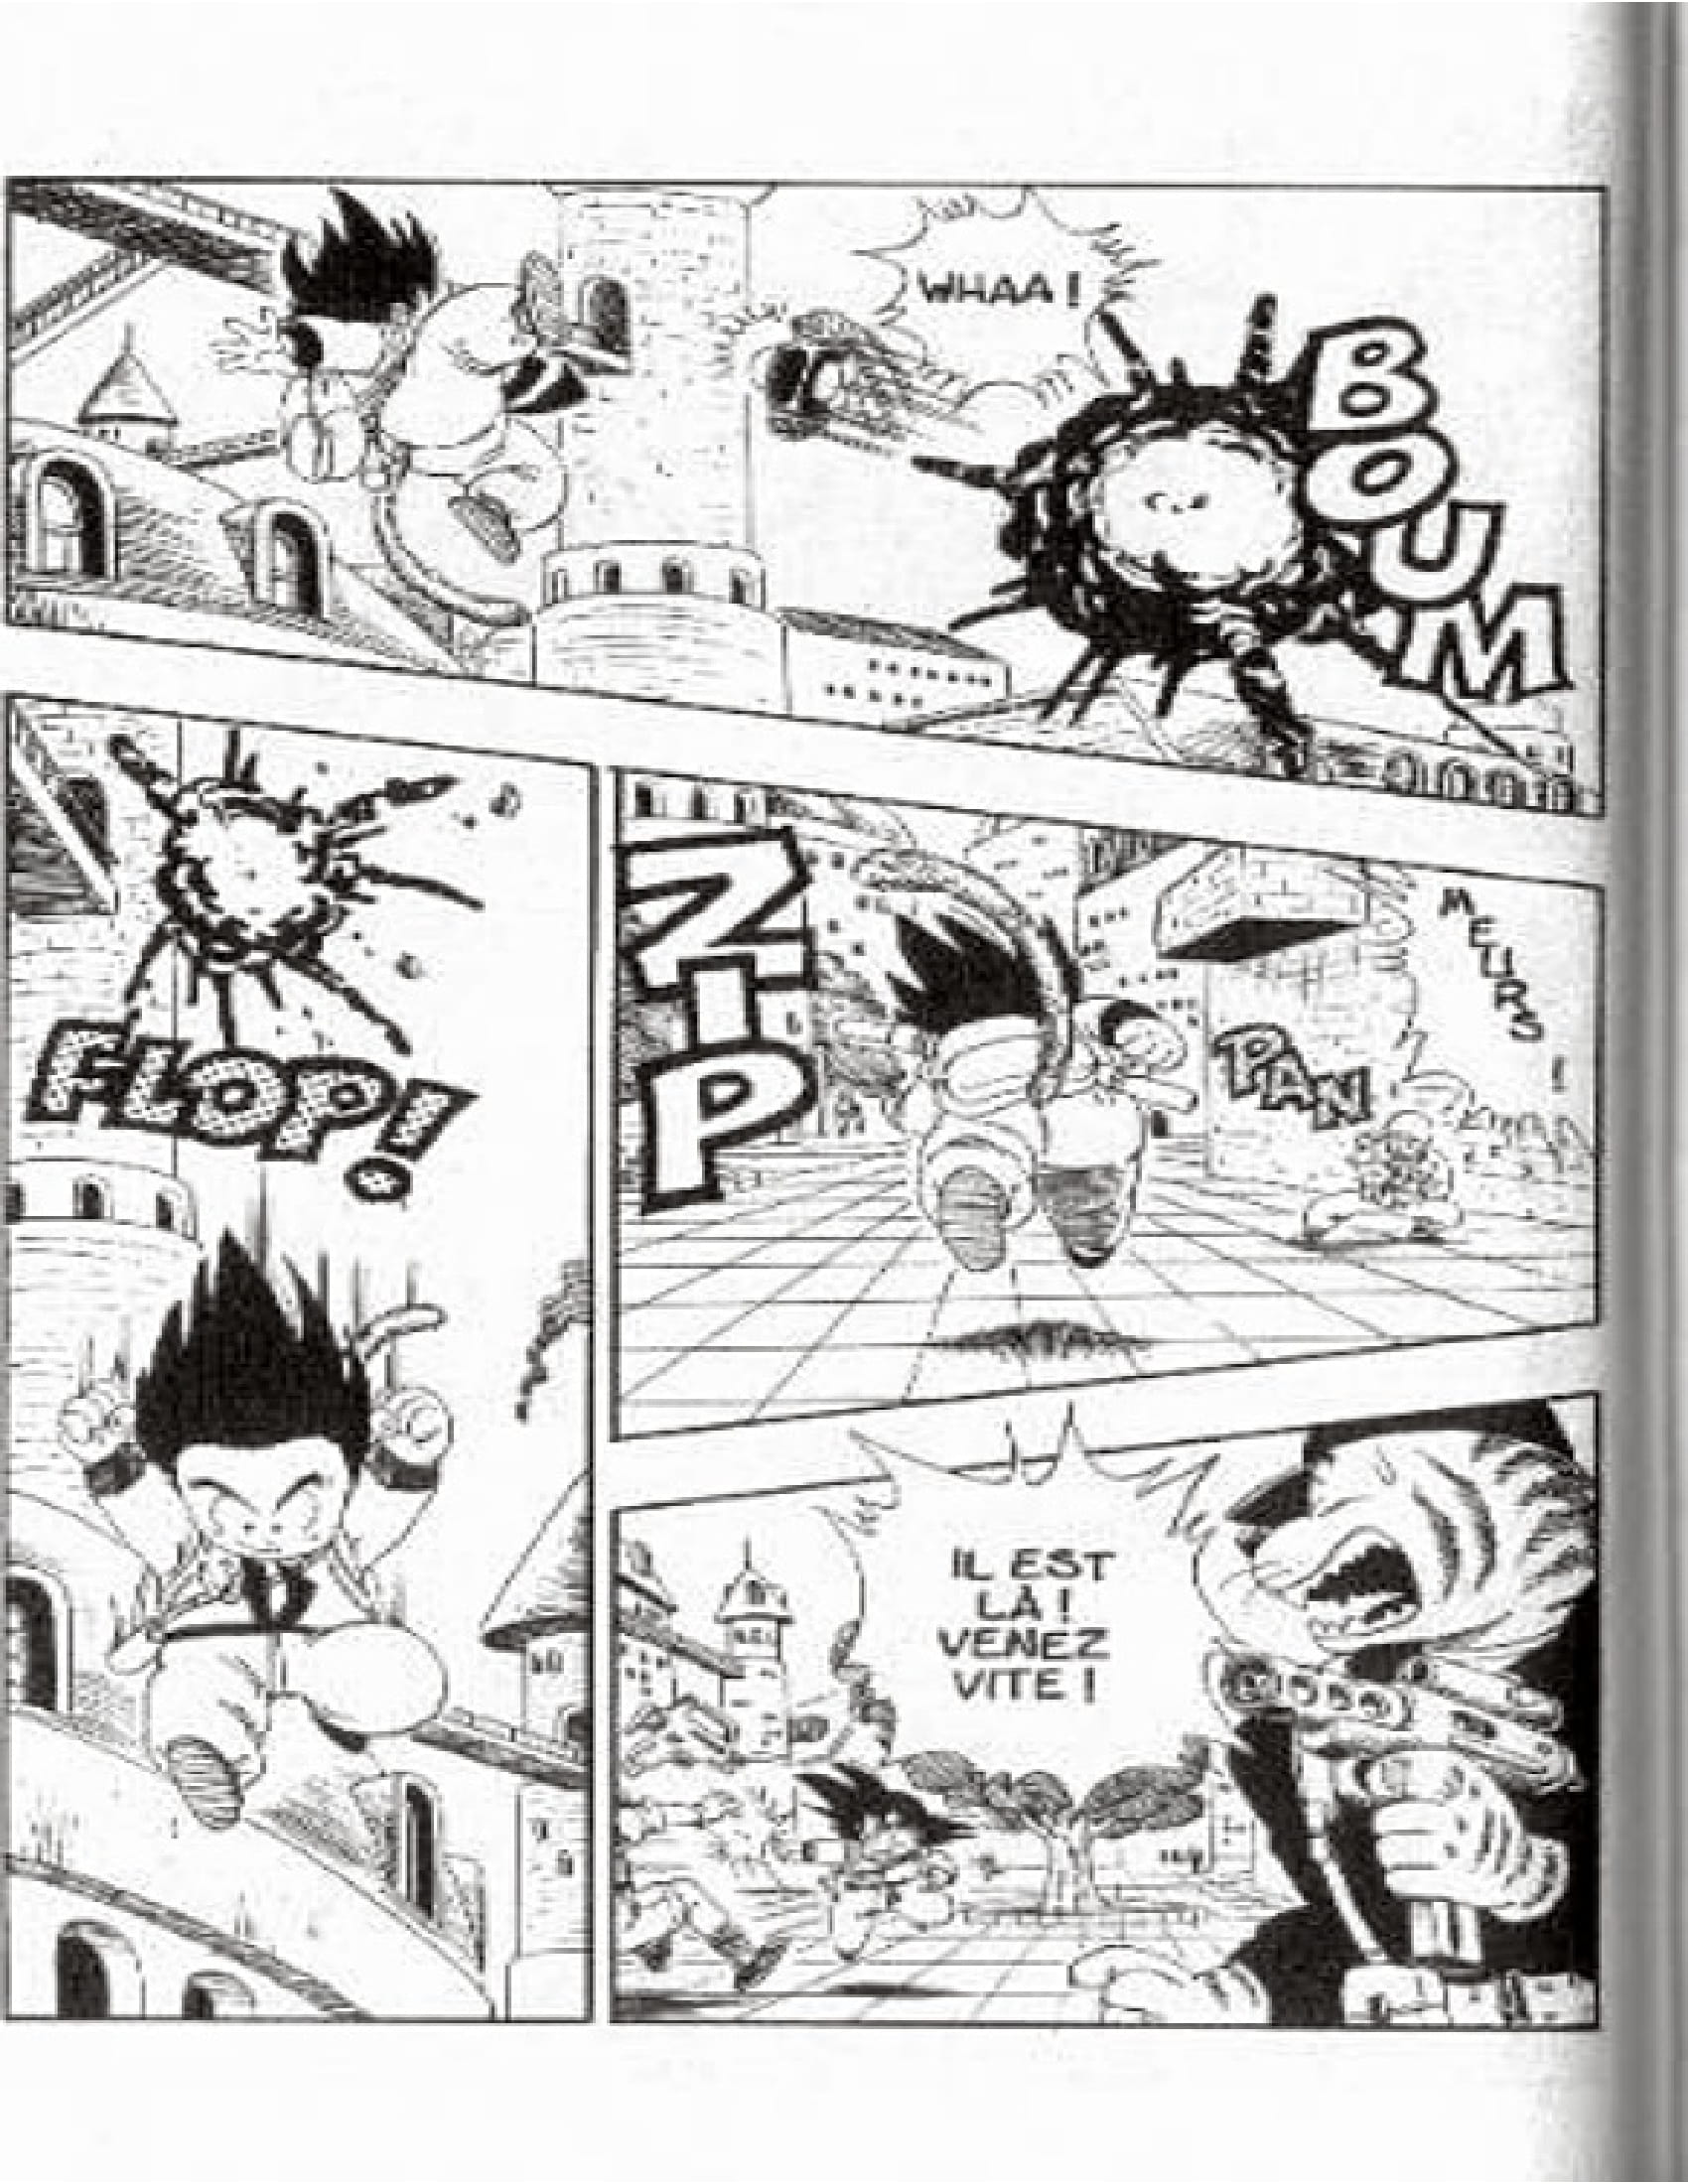 WHAA !
BOUM
FLOP !
ZIP
MEURS !
PAN
IL EST
LÀ !
VENEZ
VITE !